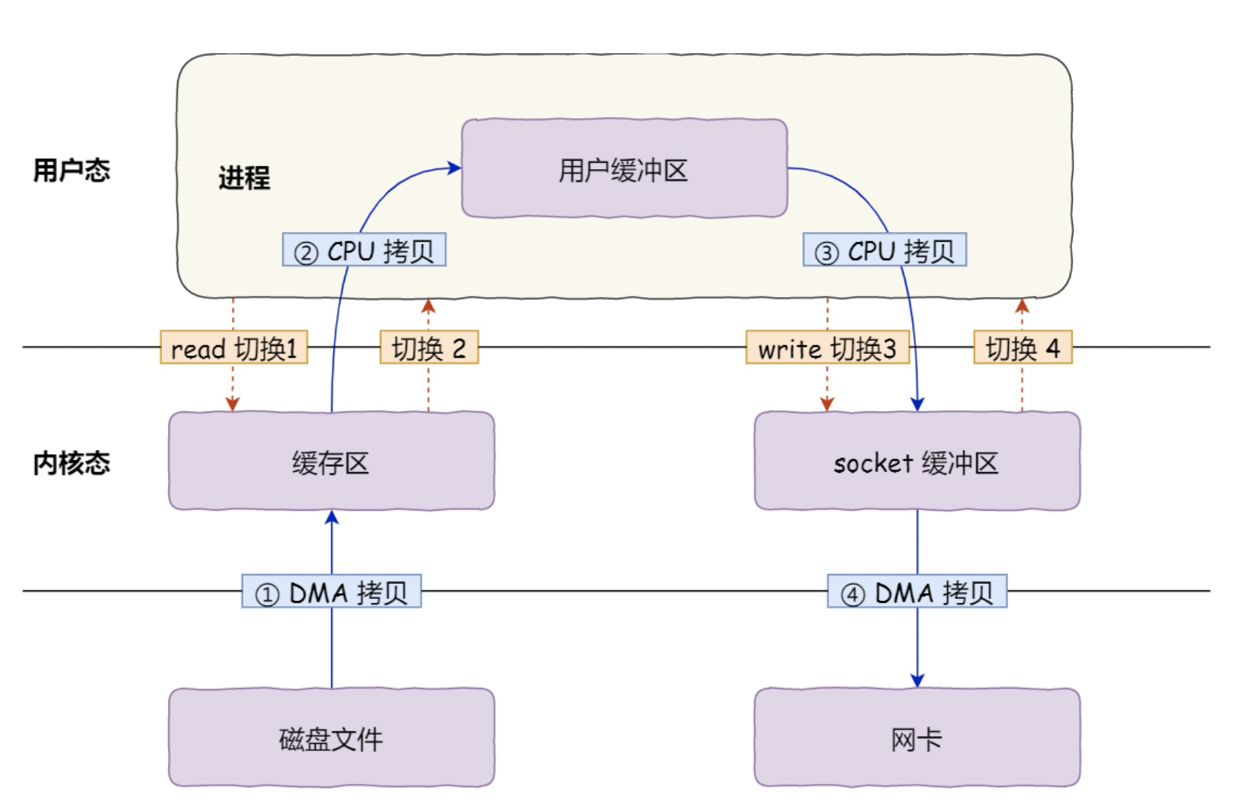 用户态
进程
用户缓冲区
② CPU 拷贝
③ CPU 拷贝
read 切换1
切换 2
write 切换3
切换 4
内核态
缓存区
socket 缓冲区
① DMA 拷贝
④ DMA 拷贝
磁盘文件
网卡